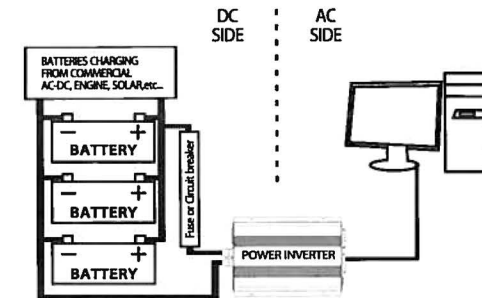 DC
SIDE
AC
SIDE
BATTERIES CHARGING
FROM COMMERCIAL
AC-DC, ENGINE, SOLAR,etc...
− +
BATTERY
− +
BATTERY
− +
BATTERY
Fuse or Circuit breaker
POWER INVERTER